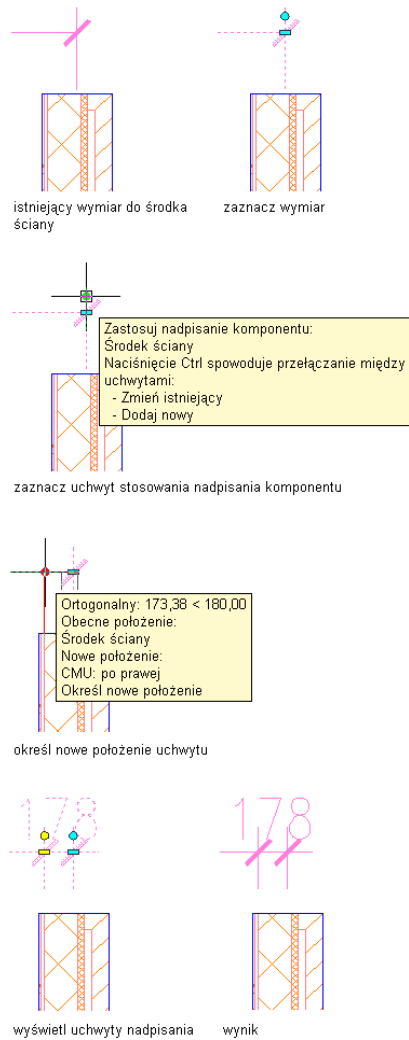 istniejący wymiar do środka
ściany
zaznacz wymiar
Zastosuj nadpisanie komponentu:
Środek ściany
Naciśnięcie Ctrl spowoduje przełączanie między
uchwytami:
- Zmień istniejący
- Dodaj nowy
zaznacz uchwyt stosowania nadpisania komponentu
Ortogonalny: 173,38 < 180,00
Obecne położenie:
Środek ściany
Nowe położenie:
CMU: po prawej
Określ nowe położenie
określ nowe położenie uchwytu
178
178
wyświetl uchwyty nadpisania
wynik